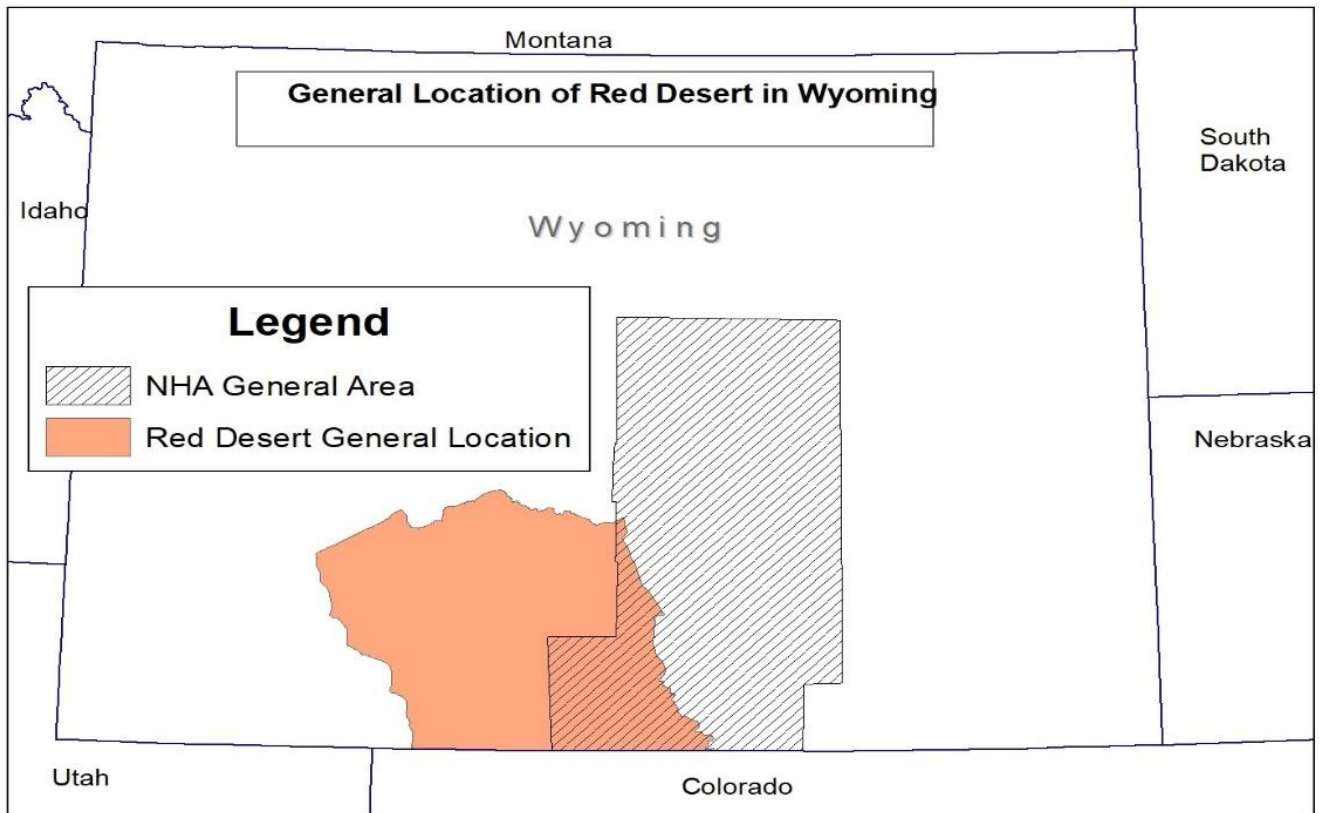 Montana
General Location of Red Desert in Wyoming
South
Dakota
Idaho
Wyoming
Legend
NHA General Area
Red Desert General Location
Nebraska
Utah
Colorado